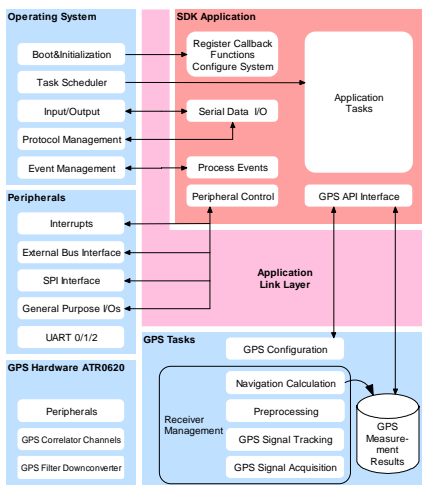 Operating System
Boot&Initialization
Task Scheduler
Input/Output
Protocol Management
Event Management
SDK Application
Register Callback
Functions
Configure System
Serial Data I/O
Process Events
Peripheral Control
Application
Tasks
GPS API Interface
Peripherals
Interrupts
External Bus Interface
SPI Interface
General Purpose I/Os
UART 0/1/2
Application
Link Layer
GPS Hardware ATR0620
Peripherals
GPS Correlator Channels
GPS Filter Downconverter
GPS Tasks
GPS Configuration
Receiver
Management
Navigation Calculation
Preprocessing
GPS Signal Tracking
GPS Signal Acquisition
GPS
Measure-
ment
Results